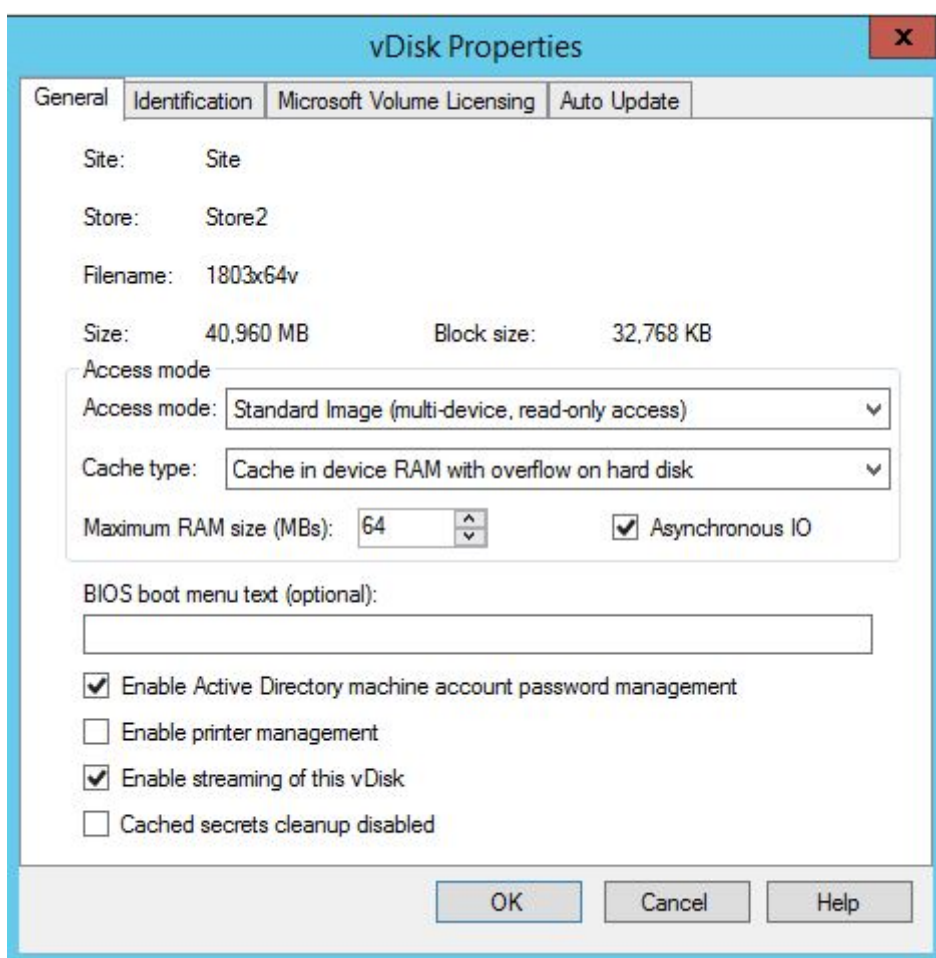 vDisk Properties
x
General Identification Microsoft Volume Licensing Auto Update
Site: Site
Store: Store2
Filename: 1803x64v
Size: 40,960 MB Block size: 32,768 KB
Access mode
Access mode: Standard Image (multi-device, read-only access)
Cache type: Cache in device RAM with overflow on hard disk
Maximum RAM size (MBs): 64 Asynchronous IO
BIOS boot menu text (optional):
Enable Active Directory machine account password management
Enable printer management
Enable streaming of this vDisk
Cached secrets cleanup disabled
OK Cancel Help